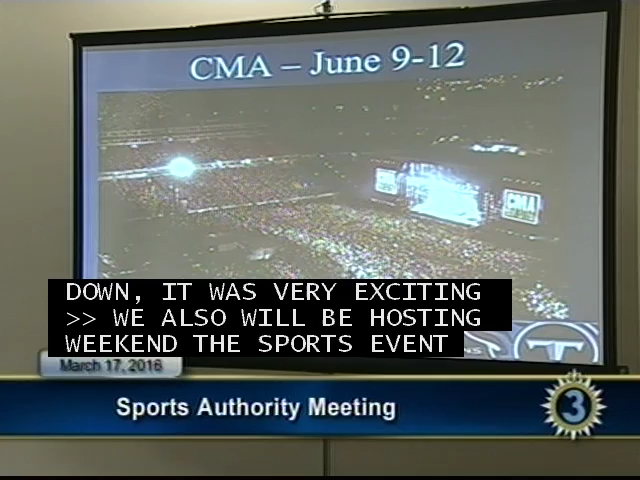 CMA – June 9-12
CMA
DOWN, IT WAS VERY EXCITING
>> WE ALSO WILL BE HOSTING
WEEKEND THE SPORTS EVENT
March 17, 2016
Sports Authority Meeting
3